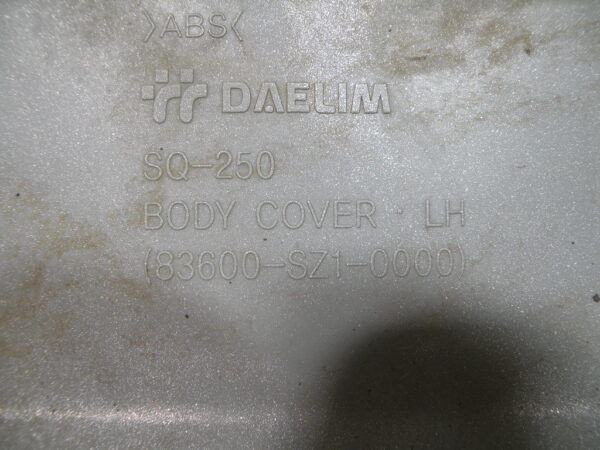 >ABS<
DAELIM
SQ-250
BODY COVER · LH
(83600-SZ1-0000)